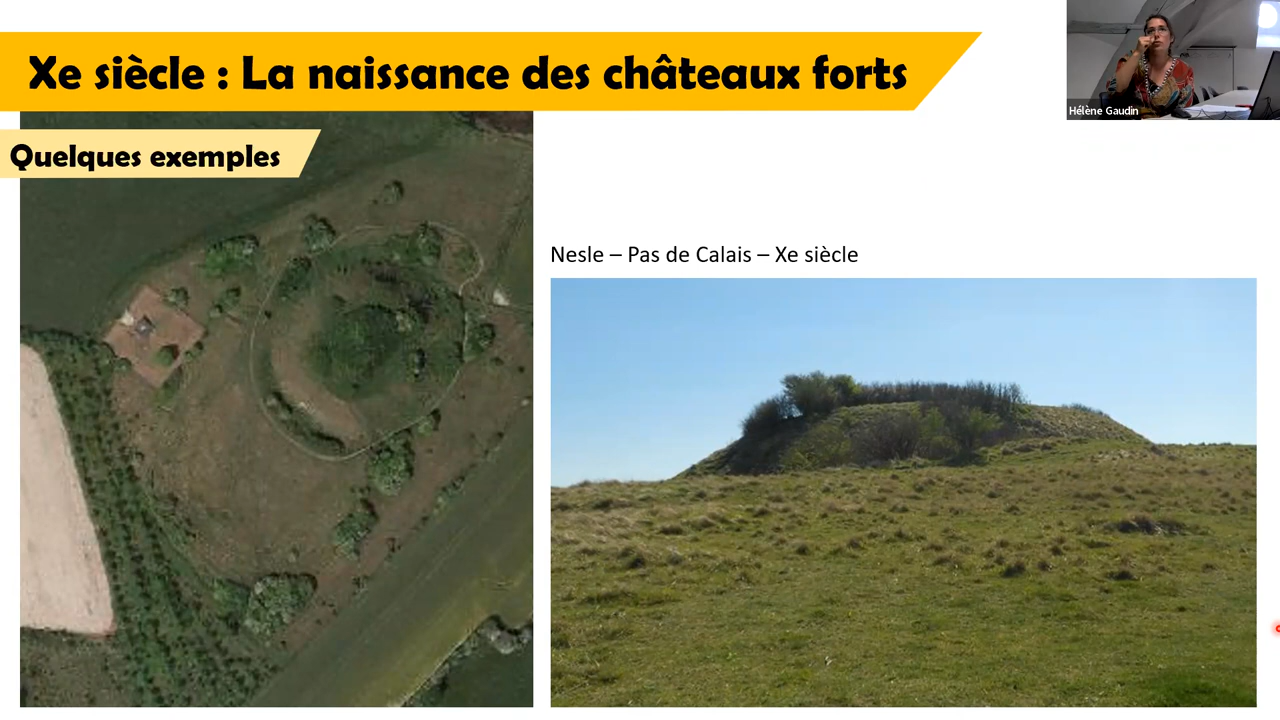 Xe siècle : La naissance des châteaux forts
Hélène Gaudin
Quelques exemples
Nesle – Pas de Calais – Xe siècle